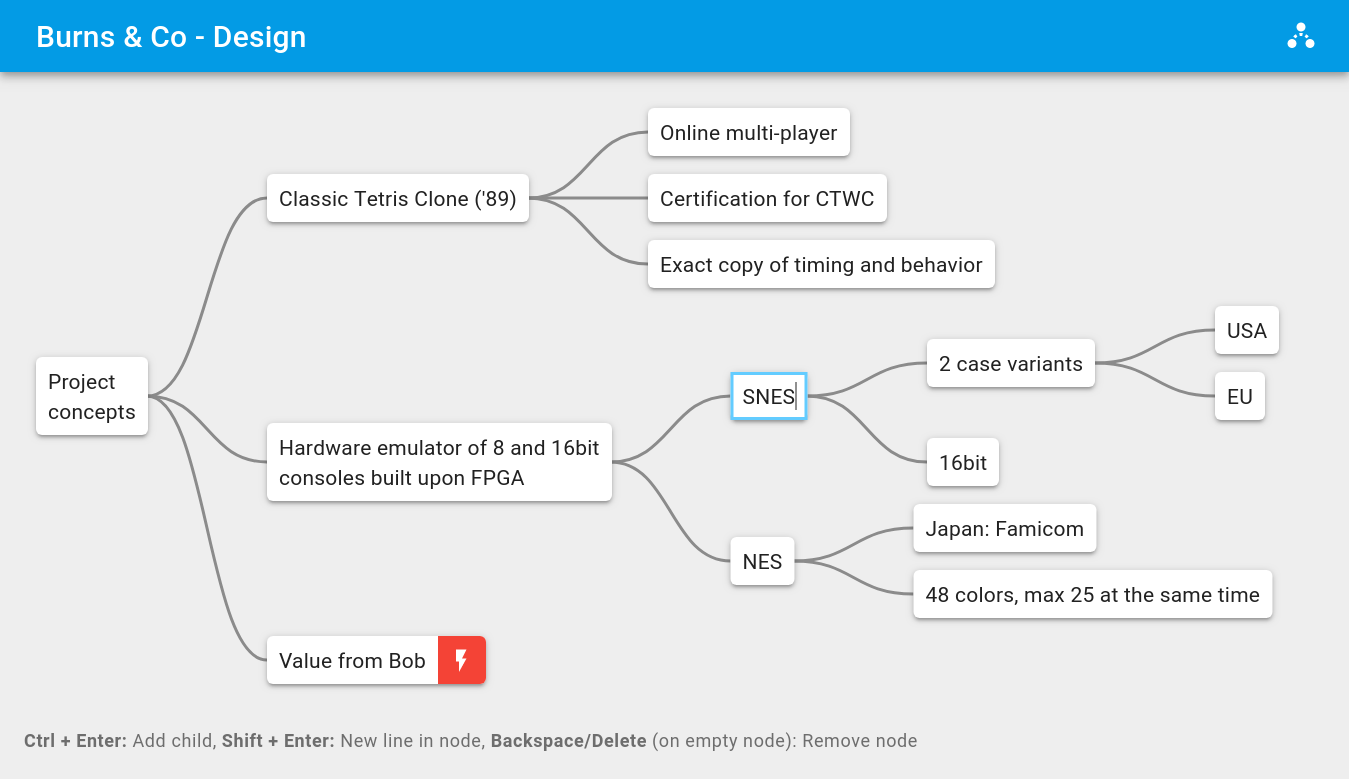 Burns & Co - Design
Online multi-player
Classic Tetris Clone ('89)
Certification for CTWC
Exact copy of timing and behavior
USA
2 case variants
Project
concepts
SNES
EU
Hardware emulator of 8 and 16bit
consoles built upon FPGA
16bit
Japan: Famicom
NES
48 colors, max 25 at the same time
Value from Bob
Ctrl + Enter: Add child, Shift + Enter: New line in node, Backspace/Delete (on empty node): Remove node